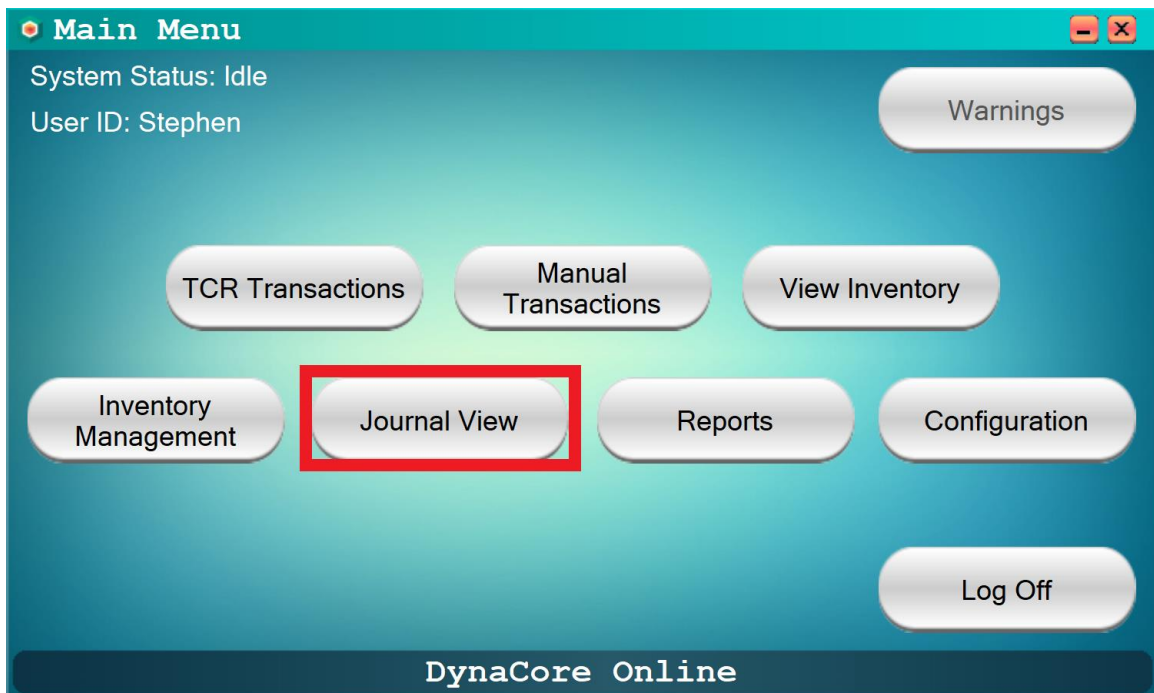 Main Menu
System Status: Idle
User ID: Stephen
Warnings
TCR Transactions
Manual
Transactions
View Inventory
Inventory
Management
Journal View
Reports
Configuration
Log Off
DynaCore Online